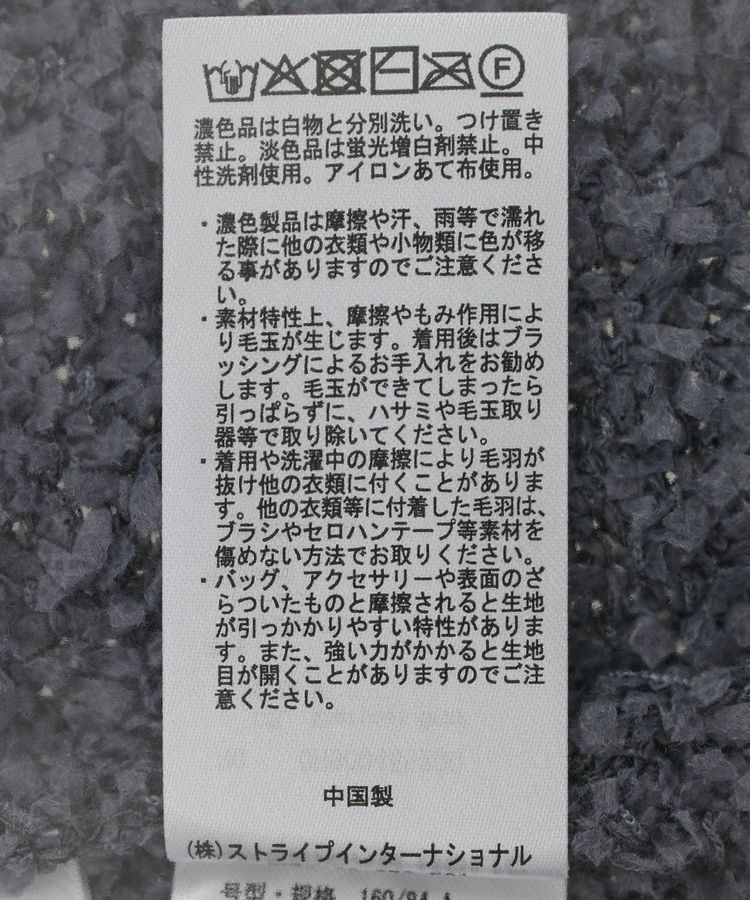 F
濃色品は白物と分別洗い。つけ置き
禁止。淡色品は蛍光増白剤禁止。中
性洗剤使用。アイロンあて布使用。
・濃色製品は摩擦や汗、雨等で濡れ
た際に他の衣類や小物類に色が移
る事がありますのでご注意くださ
い。
・素材特性上、摩擦やもみ作用によ
り毛玉が生じます。着用後はブラ
ッシングによるお手入れをお勧め
します。毛玉ができてしまったら
引っぱらずに、ハサミや毛玉取り
器等で取り除いてください。
・着用や洗濯中の摩擦により毛羽が
抜け他の衣類に付くことがありま
す。他の衣類等に付着した毛羽は、
ブラシやセロハンテープ等素材を
傷めない方法でお取りください。
・バッグ、アクセサリーや表面のざ
らついたものと摩擦されると生地
が引っかかりやすい特性がありま
す。また、強い力がかかると生地
目が開くことがありますのでご注
意ください。
中国製
(株)ストライプインターナショナル
号型・規格 160/84